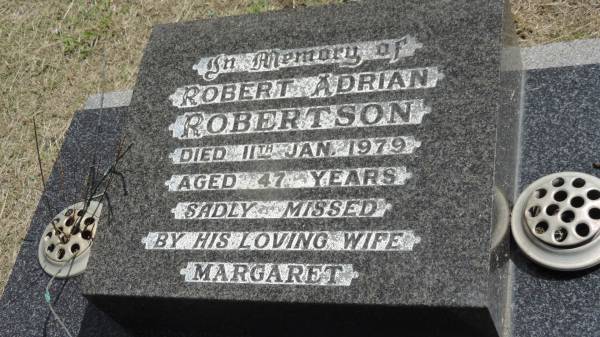 In Memory of
ROBERT ADRIAN
ROBERTSON
DIED 11TH JAN. 1979
AGED 47 YEARS
SADLY MISSED
BY HIS LOVING WIFE
MARGARET